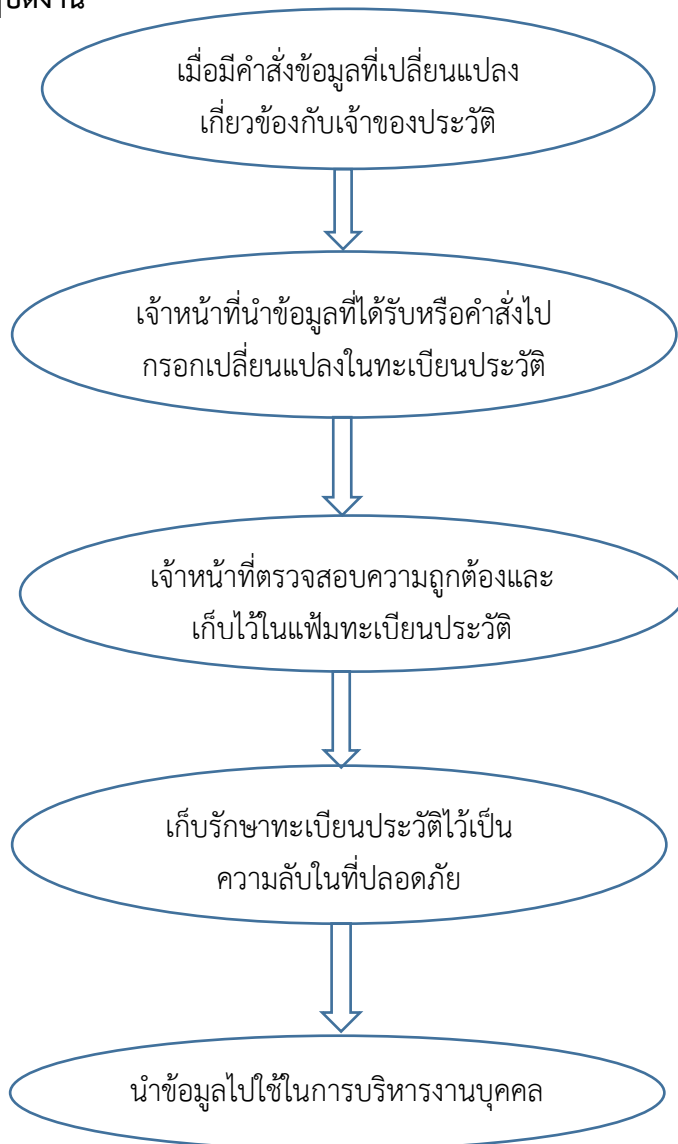 เมื่อมีคำสั่งข้อมูลที่เปลี่ยนแปลง
เกี่ยวข้องกับเจ้าของประวัติ
เจ้าหน้าที่นำข้อมูลที่ได้รับหรือคำสั่งไป
กรอกเปลี่ยนแปลงในทะเบียนประวัติ
เจ้าหน้าที่ตรวจสอบความถูกต้องและ
เก็บไว้ในแฟ้มทะเบียนประวัติ
เก็บรักษาทะเบียนประวัติไว้เป็น
ความลับในที่ปลอดภัย
นำข้อมูลไปใช้ในการบริหารงานบุคคล